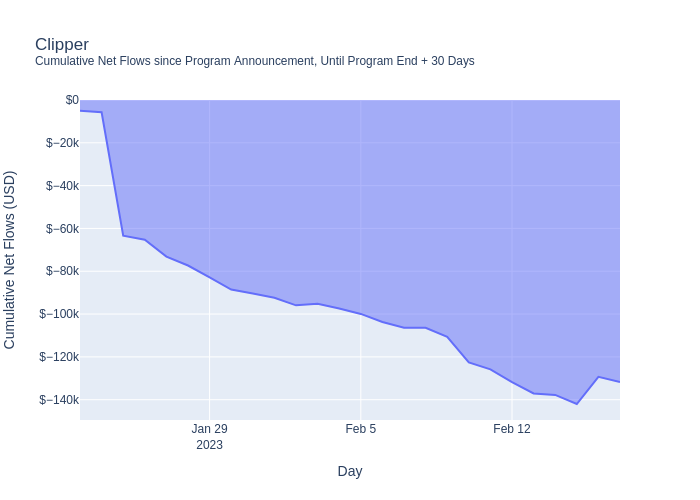 Clipper
Cumulative Net Flows since Program Announcement, Until Program End + 30 Days
Cumulative Net Flows (USD)
$0
$−20k
$−40k
$−60k
$−80k
$−100k
$−120k
$−140k
Jan 29
2023
Feb 5
Feb 12
Day